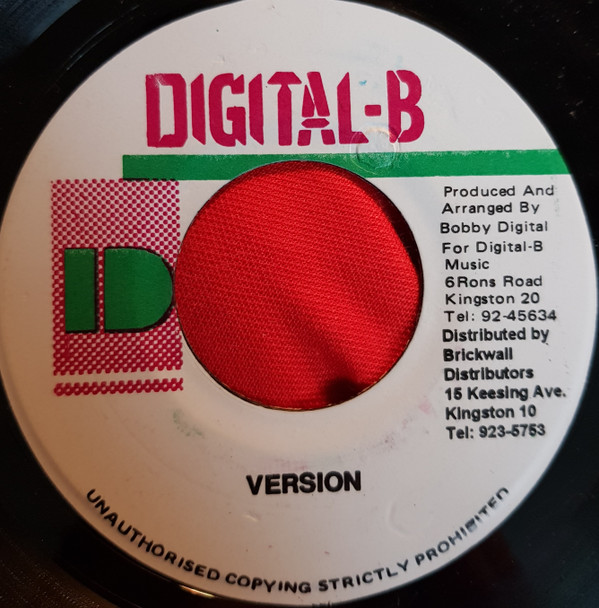 DIGITAL-B
D
Produced And
Arranged By
Bobby Digital
For Digital-B
Music
6Rons Road
Kingston 20
Tel: 92-45634
Distributed by
Brickwall
Distributors
15 Keesing Ave.
Kingston 10
Tel: 923-5753
VERSION
UNAUTHORISED COPYING STRICTLY PROHIBITED